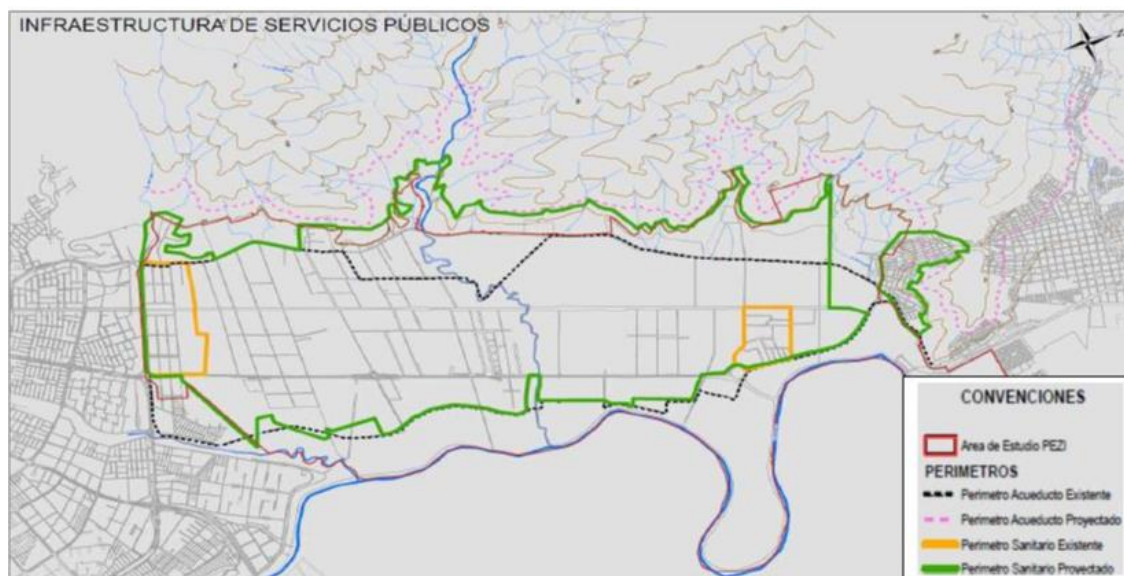 INFRAESTRUCTURA DE SERVICIOS PÚBLICOS
CONVENCIONES
Area de Estudio PEZI
PERIMETROS
Perimetro Acueducto Existente
Perimetro Acueducto Proyectado
Perimetro Sanitario Existente
Perimetro Sanitario Proyectado